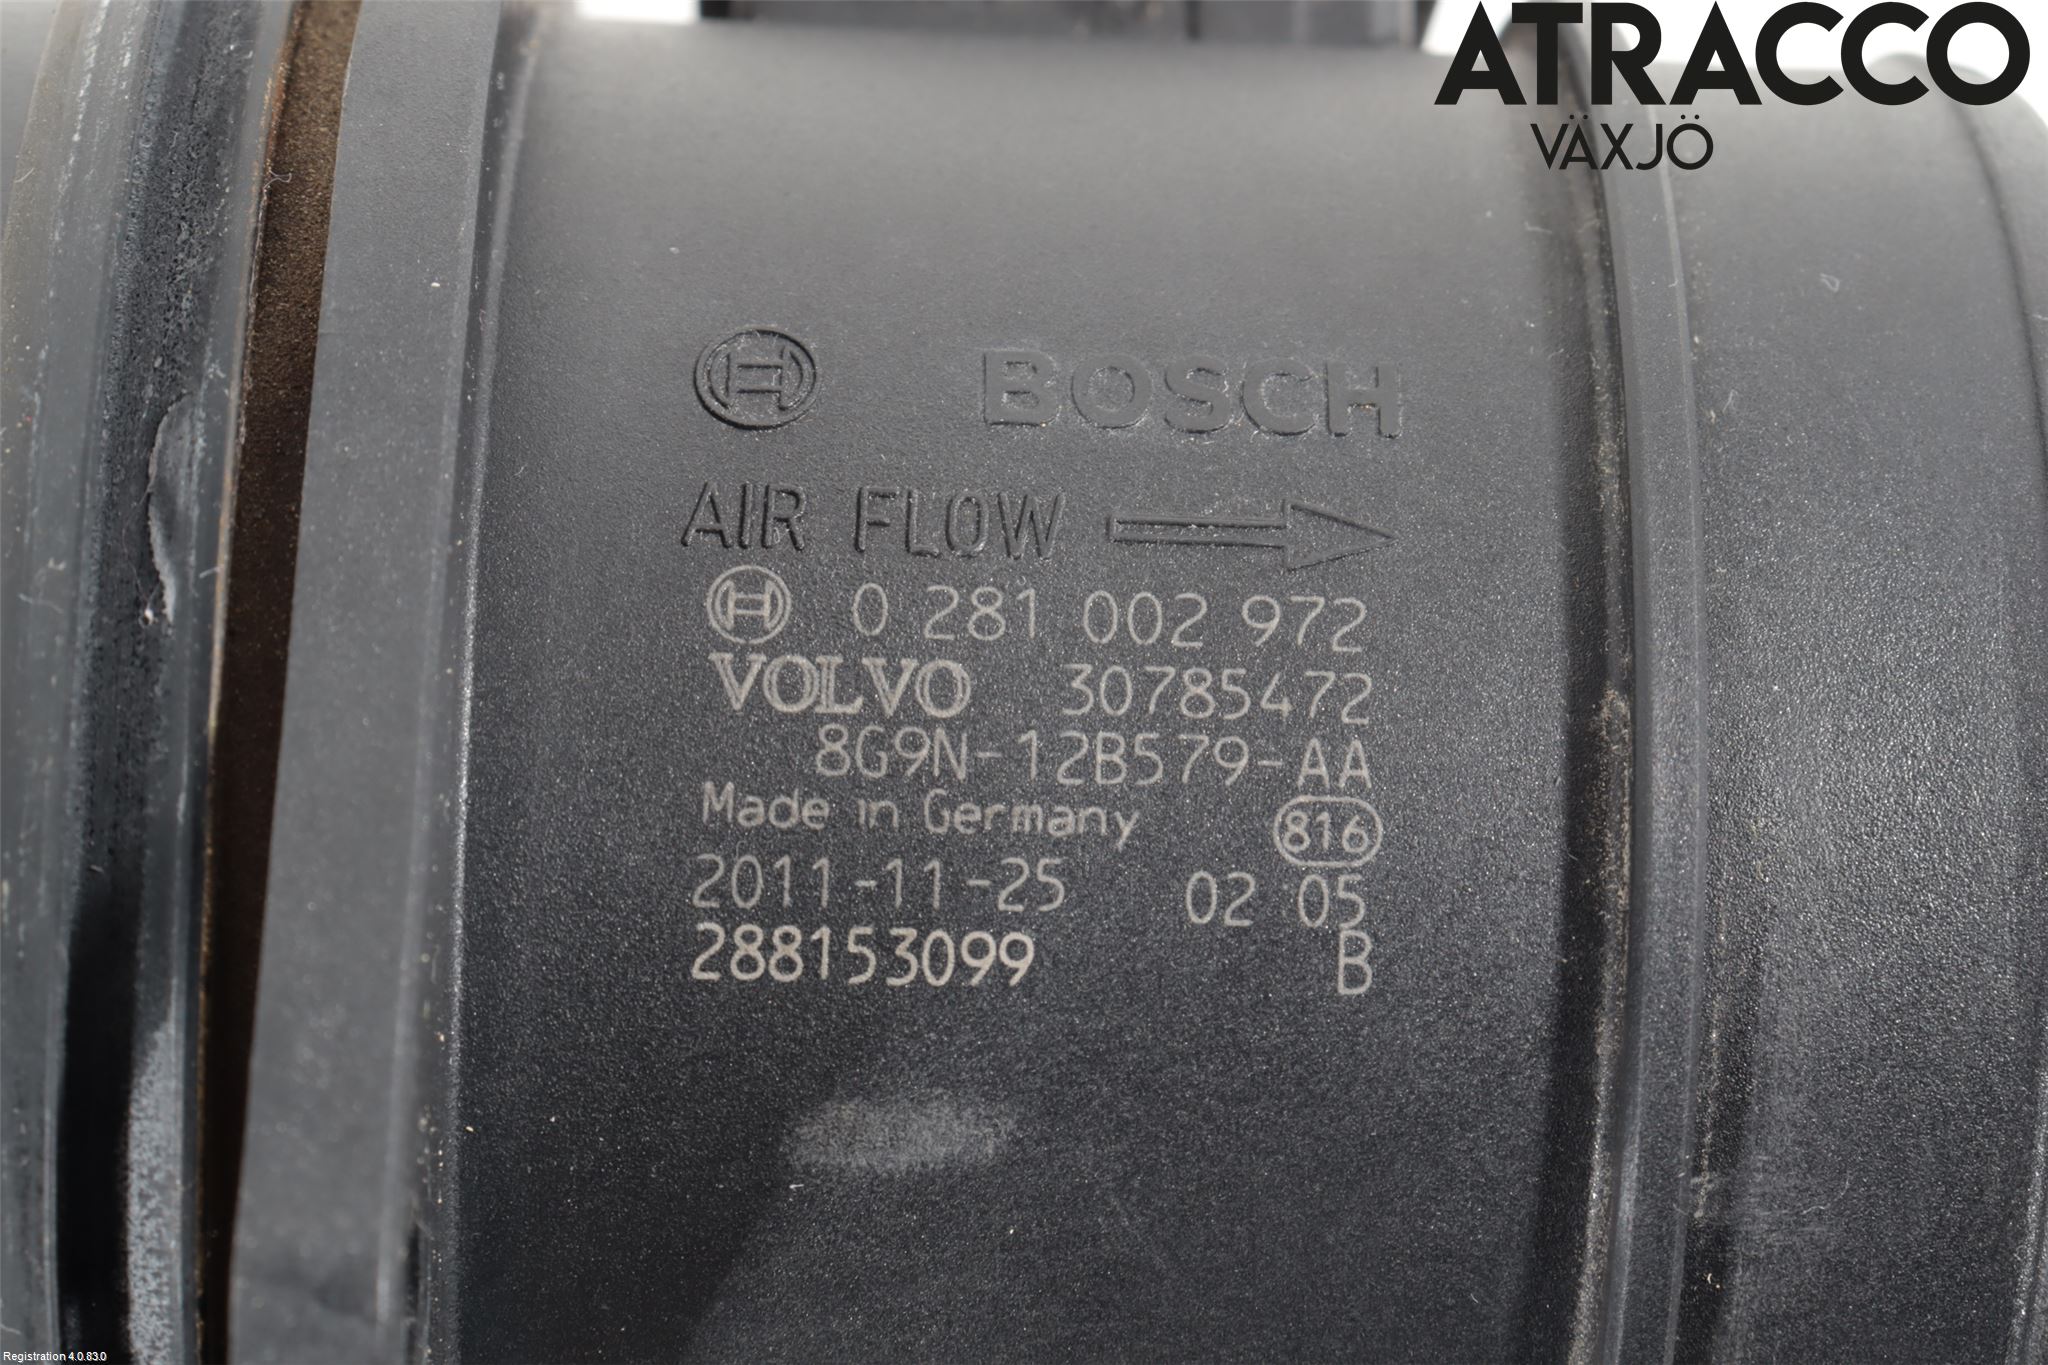 ATRACCO
VÄXJÖ
BOSCH
AIR FLOW
0 281 002 972
VOLVO 30785472
8G9N-12B579-AA
Made in Germany 816
2011-11-25 02 05
288153099 B
Registration 4.0.83.0